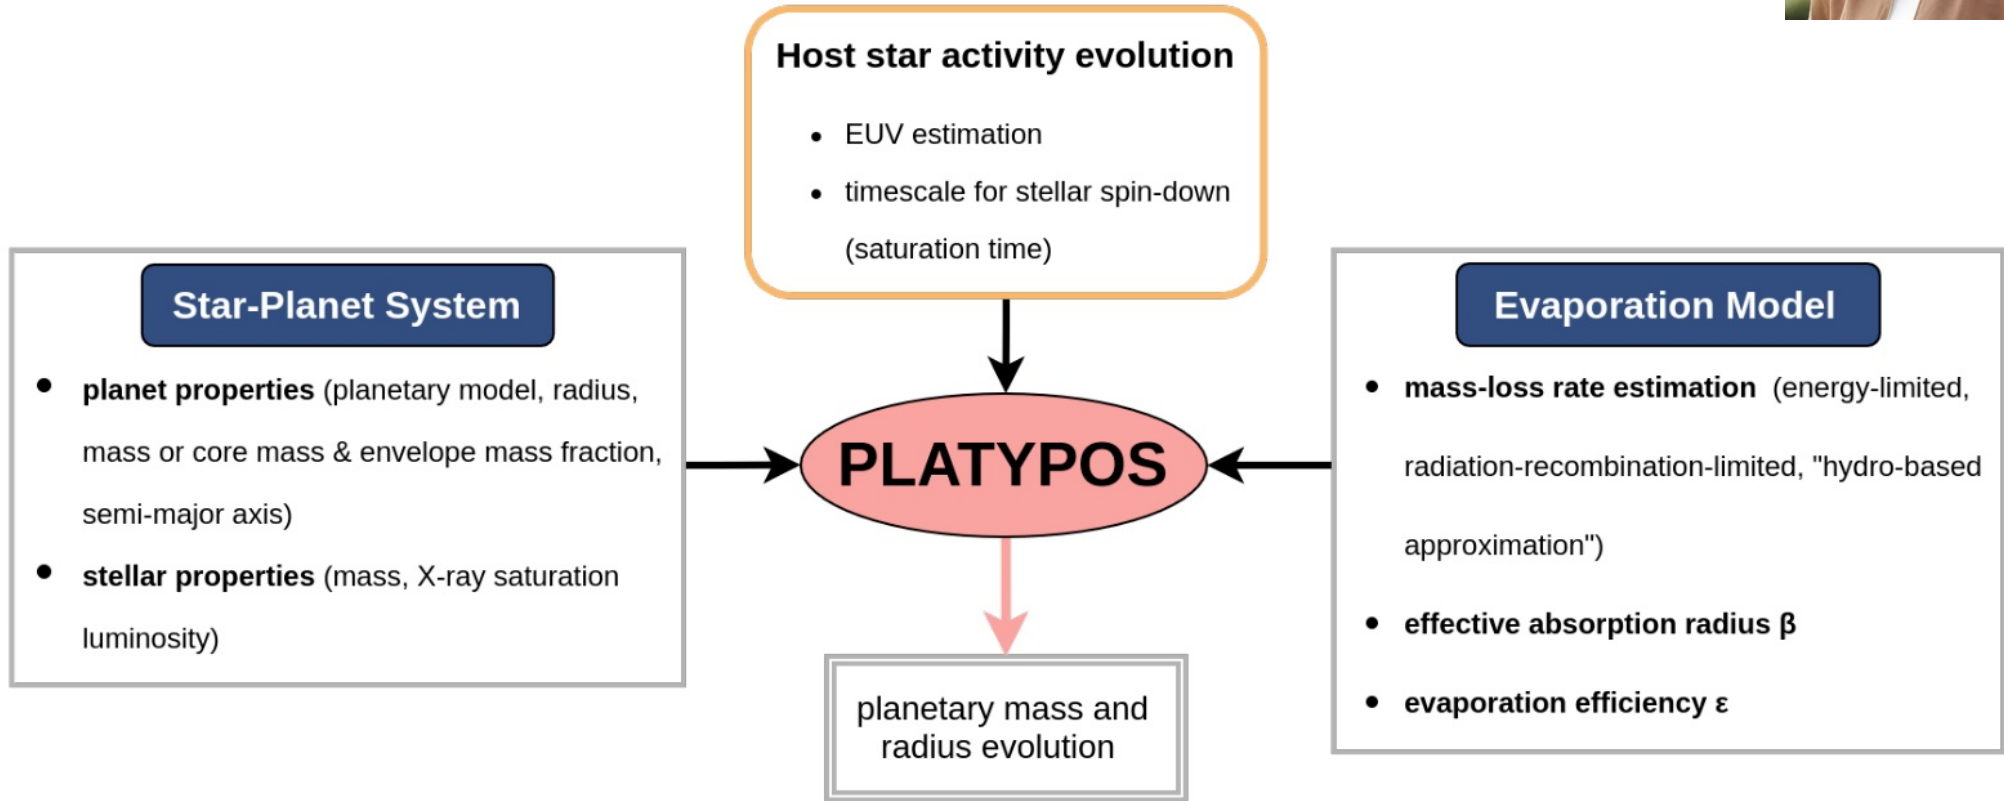 Host star activity evolution
• EUV estimation
• timescale for stellar spin-down
(saturation time)
Star-Planet System
• planet properties (planetary model, radius,
mass or core mass & envelope mass fraction,
semi-major axis)
• stellar properties (mass, X-ray saturation
luminosity)
PLATYPOS
Evaporation Model
• mass-loss rate estimation (energy-limited,
radiation-recombination-limited, "hydro-based
approximation")
• effective absorption radius β
• evaporation efficiency ε
planetary mass and
radius evolution